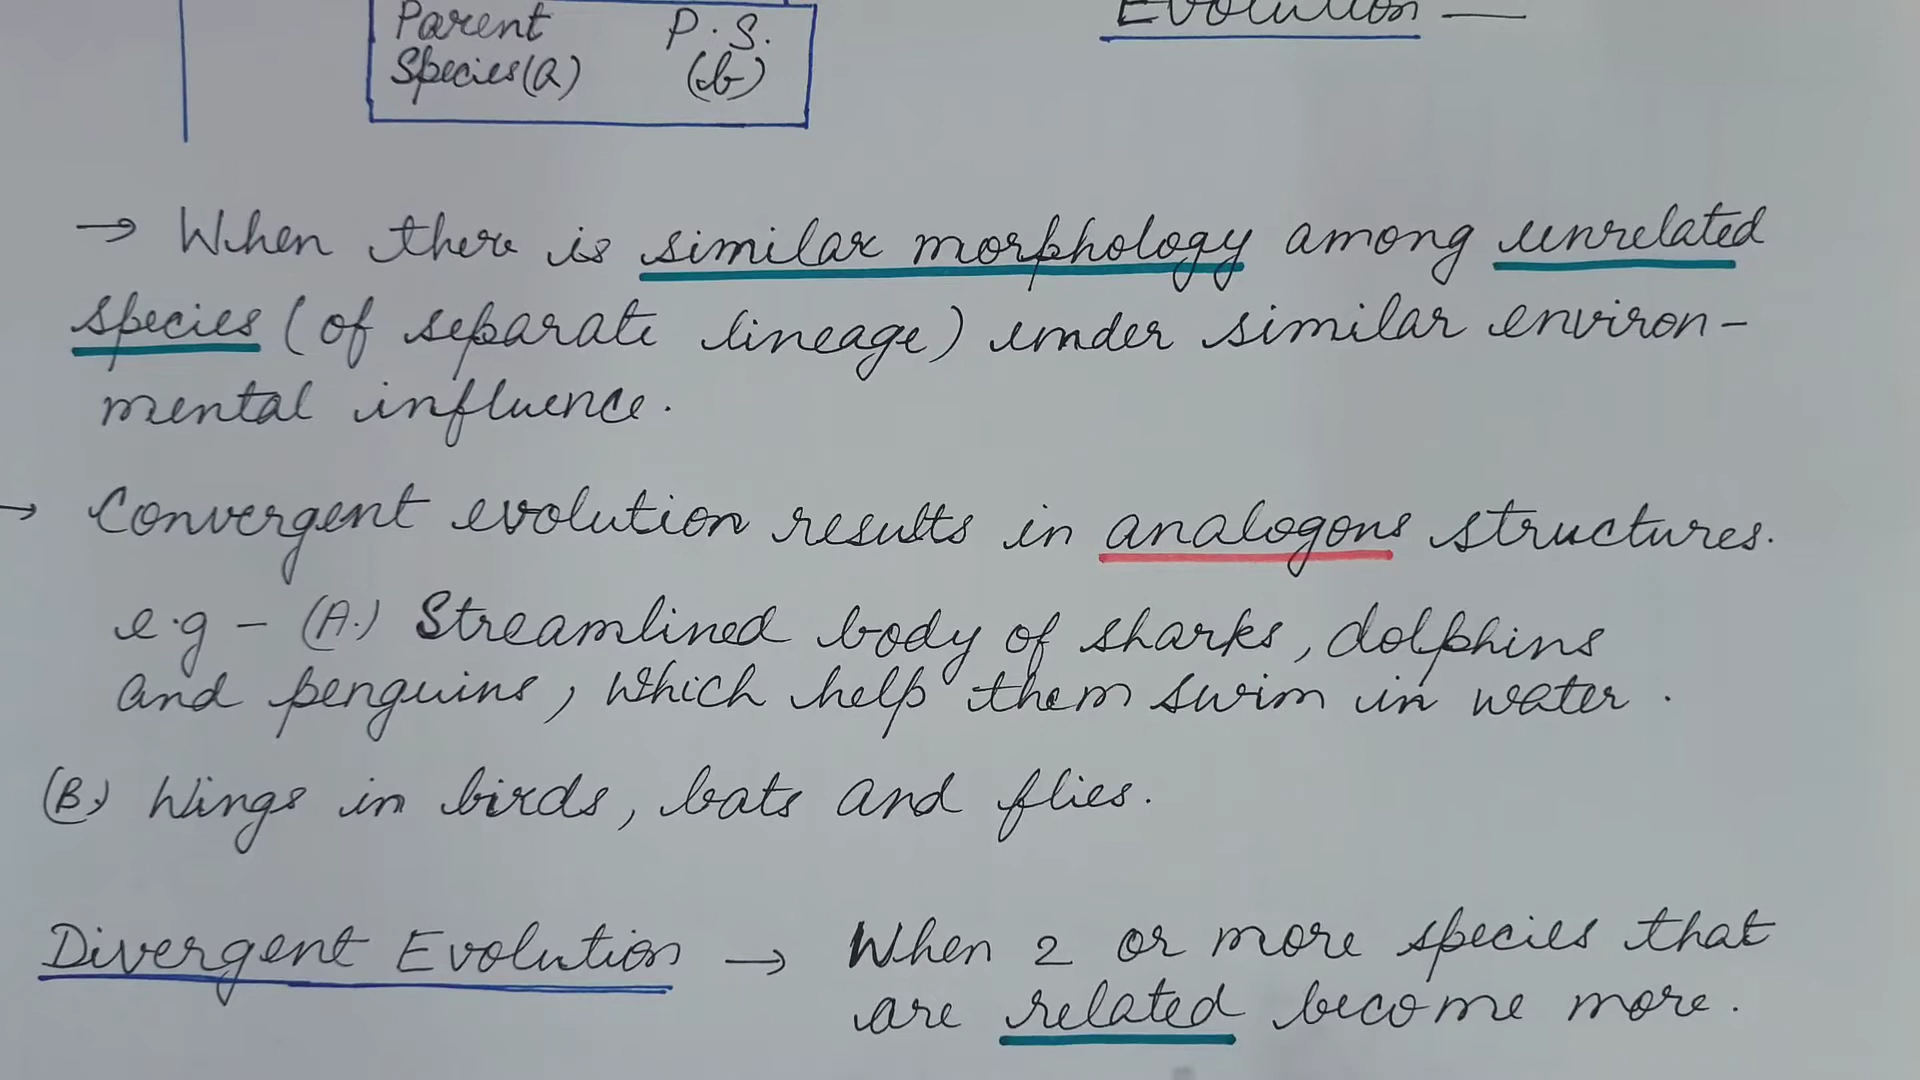 Parent P.S.
Species(a) (b)
Evolution —
→ When there is similar morphology among unrelated
species (of separate lineage) under similar environ-
mental influence.
→ Convergent evolution results in analogous structures.
e.g - (A.) Streamlined body of sharks, dolphins
and penguins, which help them swim in water.
(B.) Wings in birds, bats and flies.
Divergent Evolution → When 2 or more species that
are related become more.